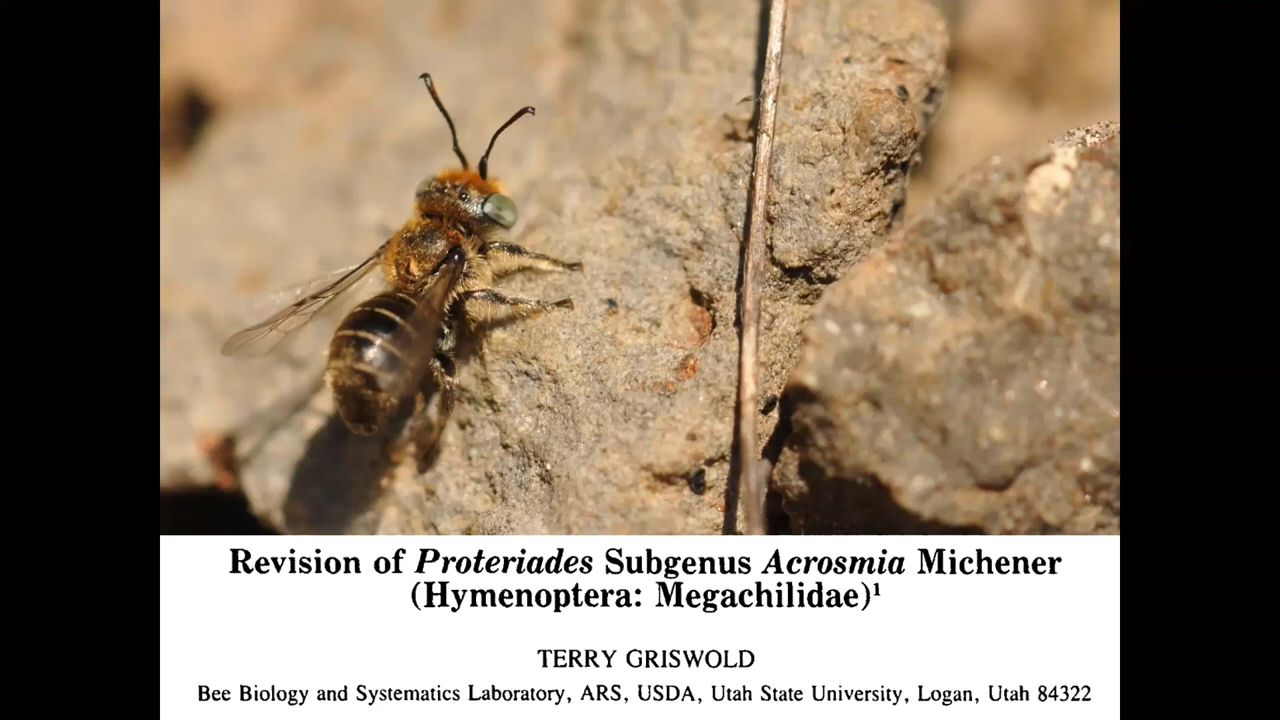 Revision of Proteriades Subgenus Acrosmia Michener
(Hymenoptera: Megachilidae)¹
TERRY GRISWOLD
Bee Biology and Systematics Laboratory, ARS, USDA, Utah State University, Logan, Utah 84322